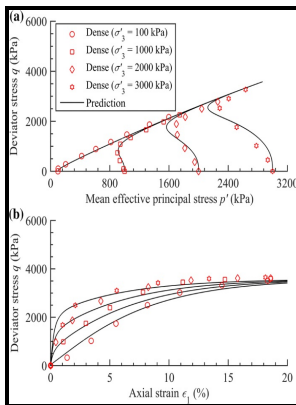 (a)
6000
4000
2000
0
Deviator stress q
(kPa)
Dense (σ'3 = 100 kPa)
Dense (σ'3 = 1000 kPa)
Dense (σ'3 = 2000 kPa)
Dense (σ'3 = 3000 kPa)
Prediction
0 800 1600 2400 3200
Mean effective principal stress p' (kPa)
(b)
6000
4000
2000
0
Deviator stress q
(kPa)
0 5 10 15 20
Axial strain ϵ1 (%)